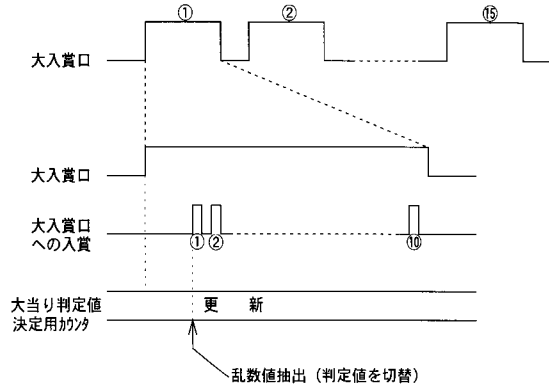 ① ② ⑮
大入賞口
大入賞口
大入賞口
への入賞
① ② ⑩
大当り判定値
決定用ｶｳﾝﾀ
更 新
乱数値抽出（判定値を切替）